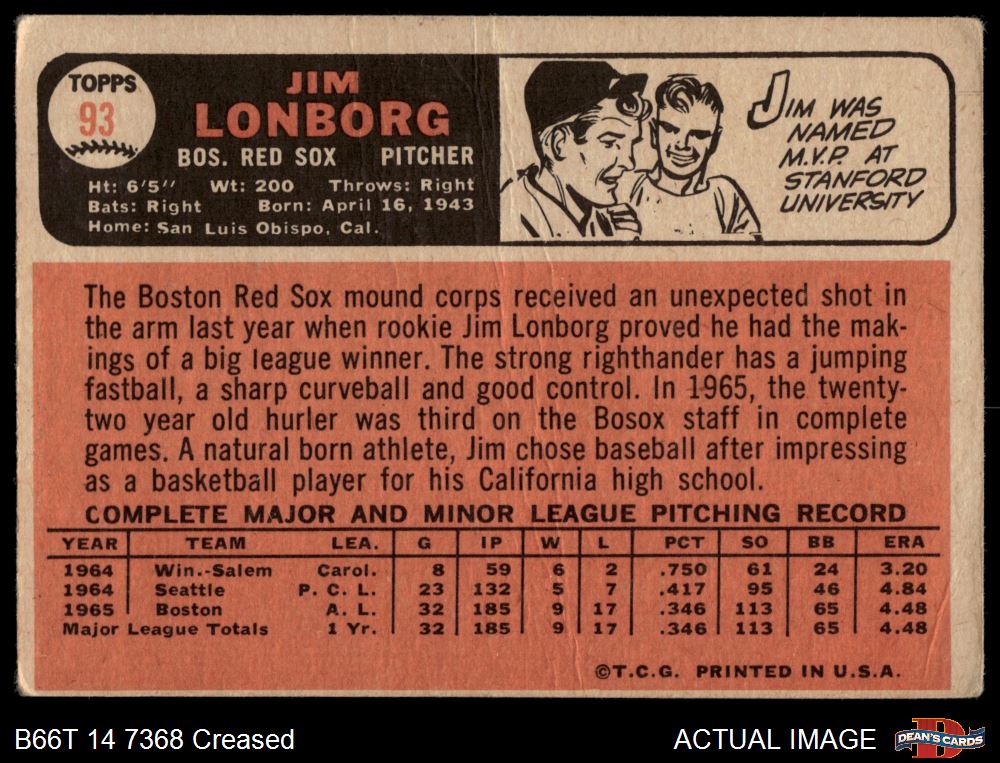 TOPPS
93
JIM
LONBORG
BOS. RED SOX PITCHER
Ht: 6'5" Wt: 200 Throws: Right
Bats: Right Born: April 16, 1943
Home: San Luis Obispo, Cal.
JIM WAS
NAMED
M.V.P. AT
STANFORD
UNIVERSITY
The Boston Red Sox mound corps received an unexpected shot in
the arm last year when rookie Jim Lonborg proved he had the mak-
ings of a big league winner. The strong righthander has a jumping
fastball, a sharp curveball and good control. In 1965, the twenty-
two year old hurler was third on the Bosox staff in complete
games. A natural born athlete, Jim chose baseball after impressing
as a basketball player for his California high school.
COMPLETE MAJOR AND MINOR LEAGUE PITCHING RECORD
YEAR TEAM LEA. G IP W L PCT SO BB ERA
1964 Win.-Salem Carol. 8 59 6 2 .750 61 24 3.20
1964 Seattle P. C. L. 23 132 5 7 .417 95 46 4.84
1965 Boston A. L. 32 185 9 17 .346 113 65 4.48
Major League Totals 1 Yr. 32 185 9 17 .346 113 65 4.48
©T.C.G. PRINTED IN U.S.A.
B66T 14 7368 Creased ACTUAL IMAGE
D
DEAN'S CARDS